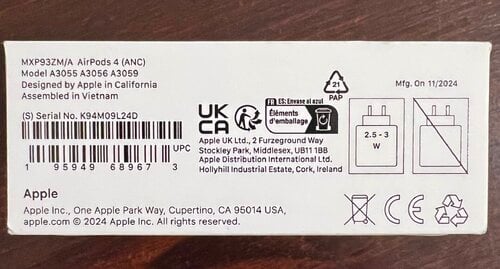 MXP93ZM/A AirPods 4 (ANC)
Model A3055 A3056 A3059
Designed by Apple in California
Assembled in Vietnam
(S) Serial No. K94M09L24D
UPC
1 95949 68967 3
UK
CA
FR ES: Envase al azul
Éléments
d'emballage
21
PAP
Mfg. On 11/2024
2.5 - 3
W
Apple UK Ltd., 2 Furzeground Way
Stockley Park, Middlesex, UB11 1BB
Apple Distribution International Ltd.
Hollyhill Industrial Estate, Cork, Ireland
Apple
Apple Inc., One Apple Park Way, Cupertino, CA 95014 USA,
apple.com © 2024 Apple Inc. All rights reserved.
CE